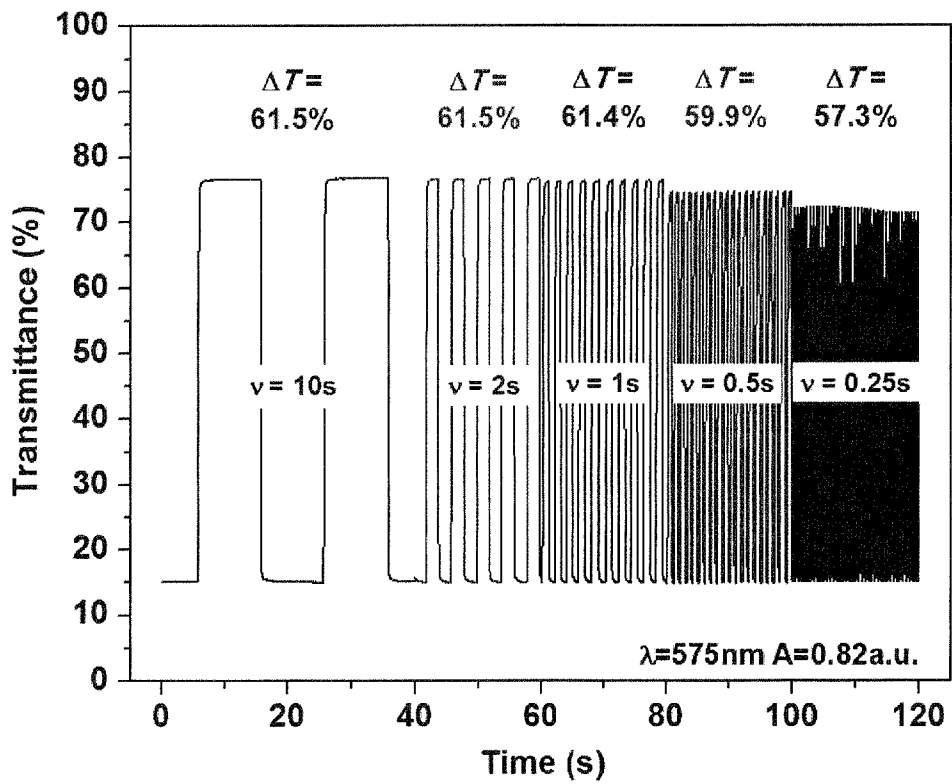 100
90
80
70
60
50
40
30
20
10
0
Transmittance (%)
ΔT= ΔT= ΔT= ΔT= ΔT=
61.5% 61.5% 61.4% 59.9% 57.3%
ν = 10s ν = 2s ν = 1s ν = 0.5s ν = 0.25s
λ=575nm A=0.82a.u.
0 20 40 60 80 100 120
Time (s)